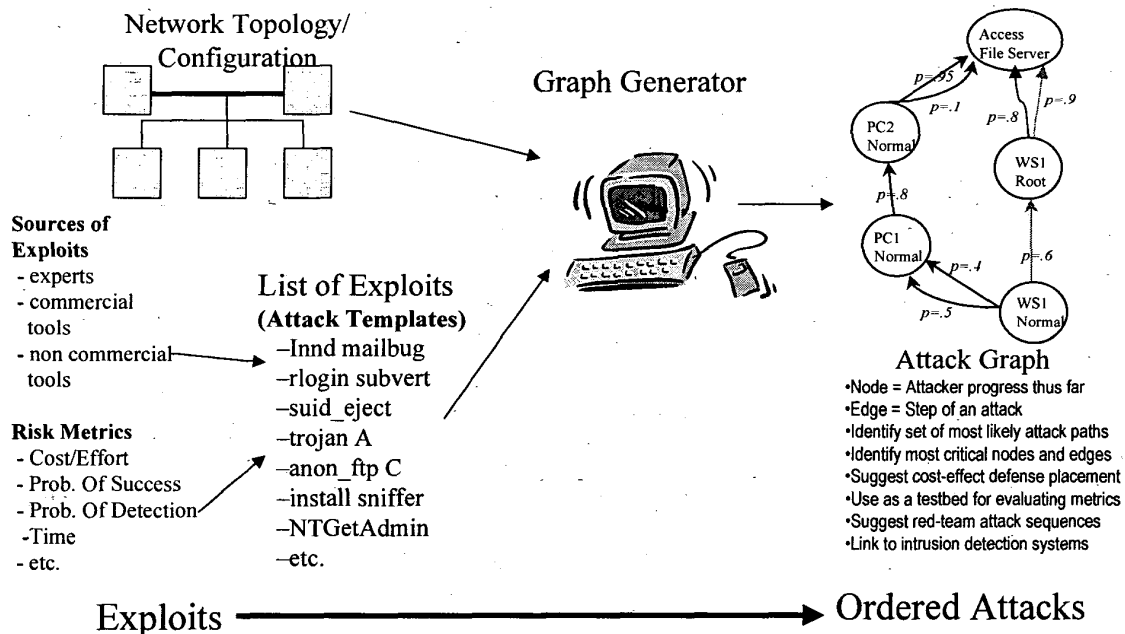 Network Topology/
Configuration
Sources of
Exploits
- experts
- commercial
tools
- non commercial
tools
Risk Metrics
- Cost/Effort
- Prob. Of Success
- Prob. Of Detection
-Time
- etc.
List of Exploits
(Attack Templates)
–Innd mailbug
–rlogin subvert
–suid_eject
–trojan A
–anon_ftp C
–install sniffer
–NTGetAdmin
–etc.
Graph Generator
Access
File Server
p=.95
p=.1
p=.8
p=.9
PC2
Normal
WS1
Root
p=.8
PC1
Normal
p=.4
p=.6
p=.5
WS1
Normal
Attack Graph
•Node = Attacker progress thus far
•Edge = Step of an attack
•Identify set of most likely attack paths
•Identify most critical nodes and edges
•Suggest cost-effect defense placement
•Use as a testbed for evaluating metrics
•Suggest red-team attack sequences
•Link to intrusion detection systems
Exploits
Ordered Attacks